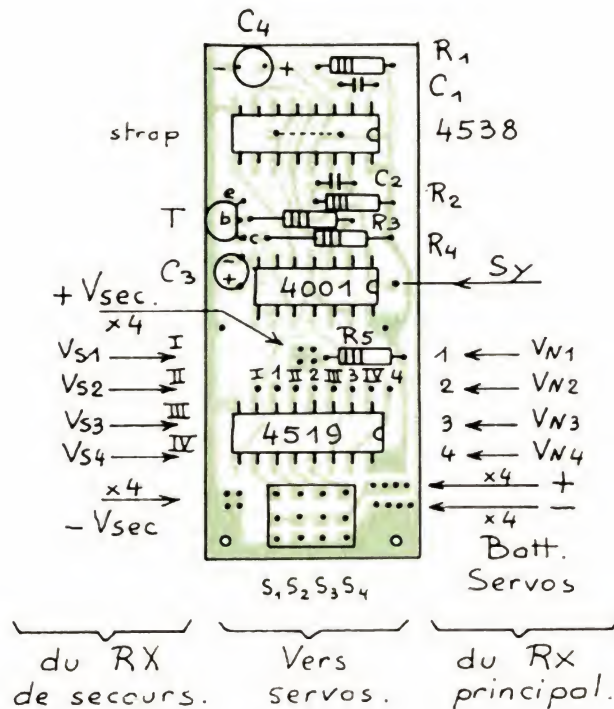 C4
- +
R1
C1
strap
4538
C2
e
R2
T
b
R3
c
R4
C3
-
+
4001
Sy
+ Vsec.
x4
R5
VS1 I
1 VN1
VS2 II
2 VN2
I 1 II 2 III 3 IV 4
VS3 III
3 VN3
VS4 IV
4519
4 VN4
x4
x4 +
- Vsec
x4 -
Batt.
Servos
S1 S2 S3 S4
du RX
de secours.
Vers
servos.
du RX
principal.